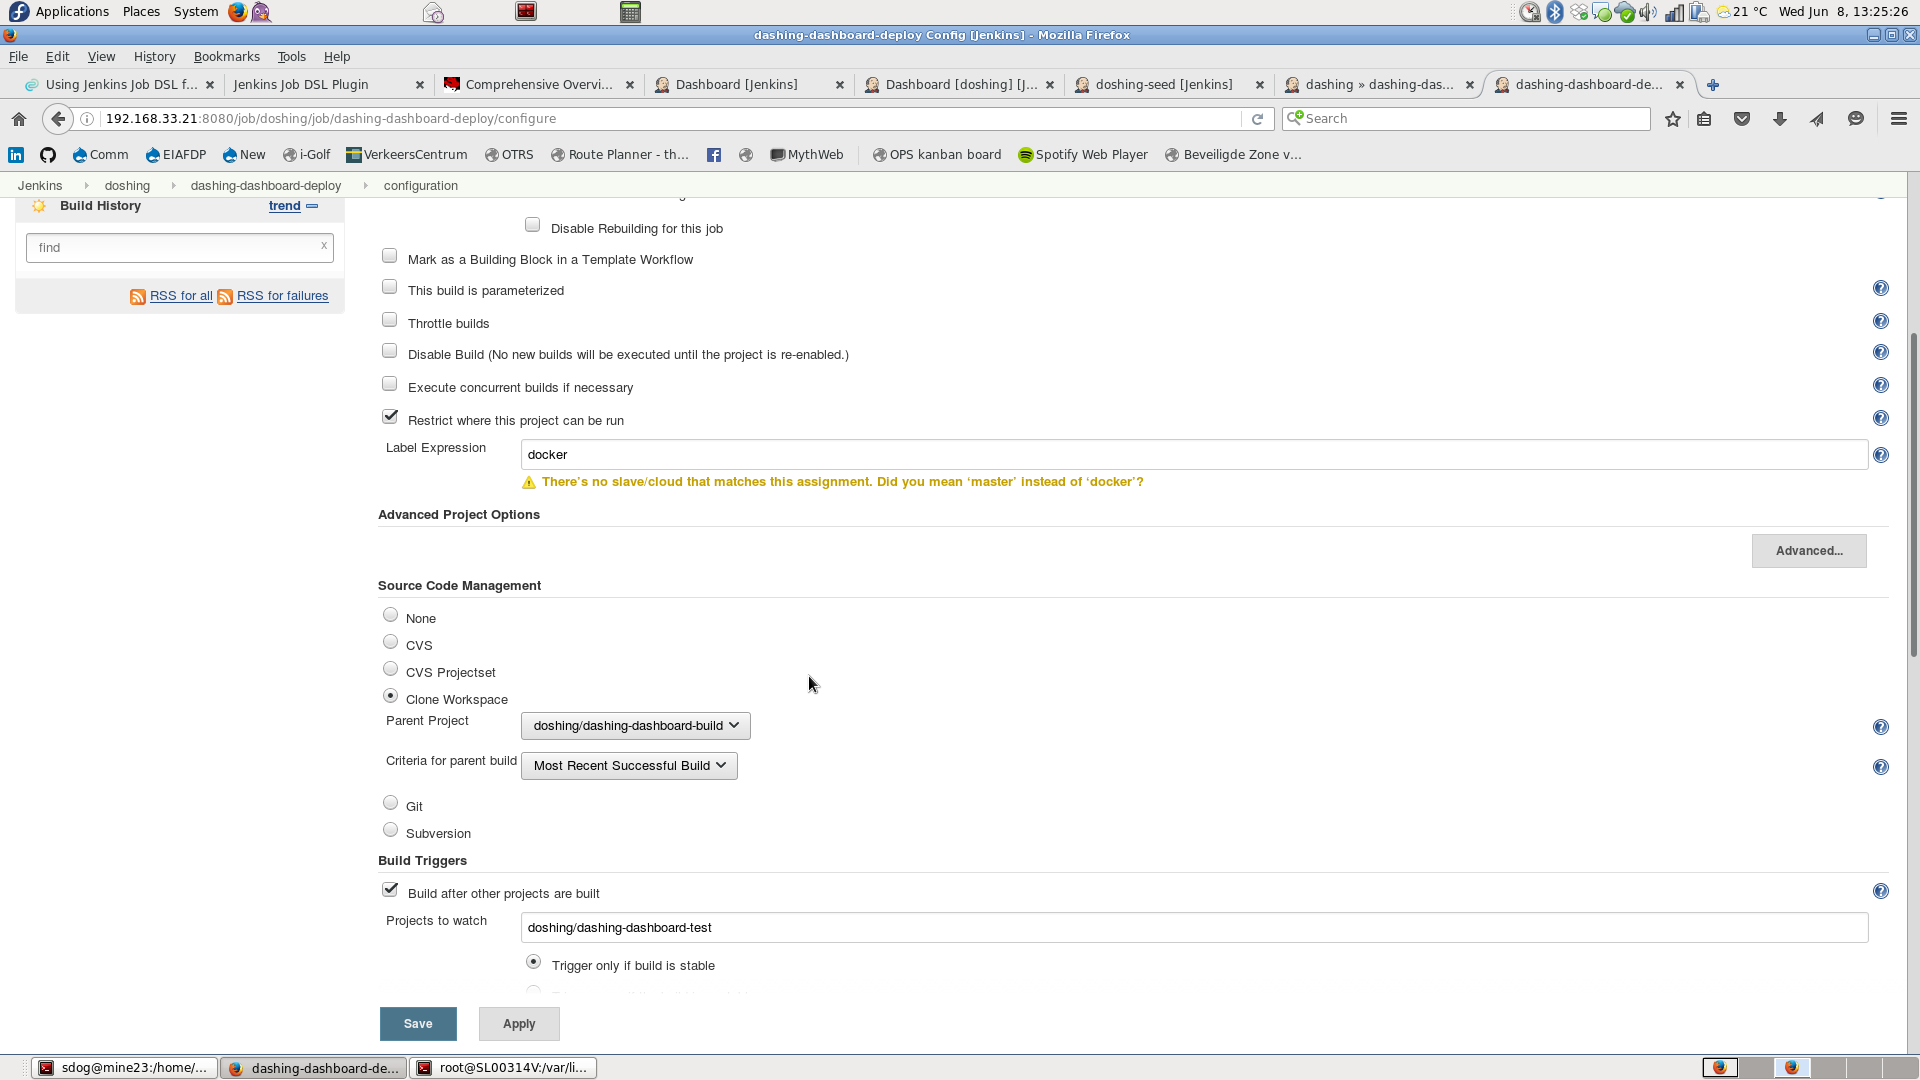 Applications Places System 21 °C Wed Jun 8, 13:25:26
dashing-dashboard-deploy Config [Jenkins] - Mozilla Firefox
File Edit View History Bookmarks Tools Help
Using Jenkins Job DSL f... Jenkins Job DSL Plugin Comprehensive Overvi... Dashboard [Jenkins] Dashboard [doshing] [J... doshing-seed [Jenkins] dashing » dashing-das... dashing-dashboard-de...
192.168.33.21:8080/job/doshing/job/dashing-dashboard-deploy/configure Search
Comm EIAFDP New i-Golf VerkeersCentrum OTRS Route Planner - th... MythWeb OPS kanban board Spotify Web Player Beveiligde Zone v...
Jenkins doshing dashing-dashboard-deploy configuration
Build History trend
find x
RSS for all RSS for failures
Disable Rebuilding for this job
Mark as a Building Block in a Template Workflow
This build is parameterized
Throttle builds
Disable Build (No new builds will be executed until the project is re-enabled.)
Execute concurrent builds if necessary
Restrict where this project can be run
Label Expression docker
There’s no slave/cloud that matches this assignment. Did you mean ‘master’ instead of ‘docker’?
Advanced Project Options
Advanced...
Source Code Management
None
CVS
CVS Projectset
Clone Workspace
Parent Project doshing/dashing-dashboard-build
Criteria for parent build Most Recent Successful Build
Git
Subversion
Build Triggers
Build after other projects are built
Projects to watch doshing/dashing-dashboard-test
Trigger only if build is stable
Save Apply
sdog@mine23:/home/... dashing-dashboard-de... root@SL00314V:/var/li...